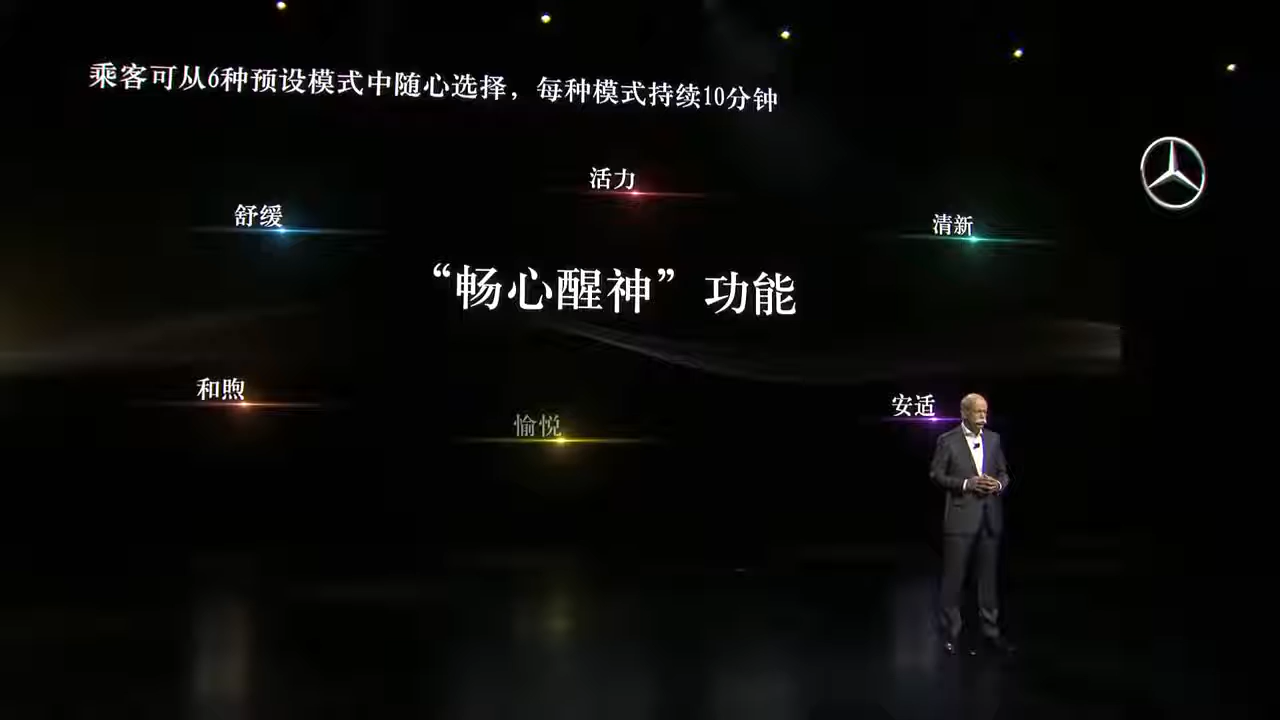 乘客可从6种预设模式中随心选择，每种模式持续10分钟
活力
舒缓
清新
“畅心醒神”功能
和煦
安适
愉悦